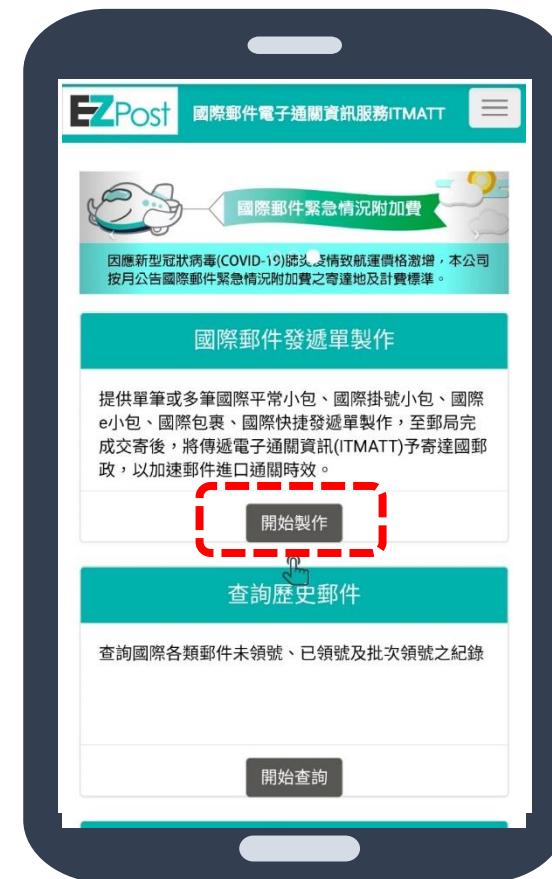 EZPost 國際郵件電子通關資訊服務ITMATT
國際郵件緊急情況附加費
因應新型冠狀病毒(COVID-19)肺炎疫情致航運價格激增，本公司
按月公告國際郵件緊急情況附加費之寄達地及計費標準。
國際郵件發遞單製作
提供單筆或多筆國際平常小包、國際掛號小包、國際
e小包、國際包裹、國際快捷發遞單製作，至郵局完
成交寄後，將傳遞電子通關資訊(ITMATT)予寄達國郵
政，以加速郵件進口通關時效。
開始製作
查詢歷史郵件
查詢國際各類郵件未領號、已領號及批次領號之紀錄
開始查詢